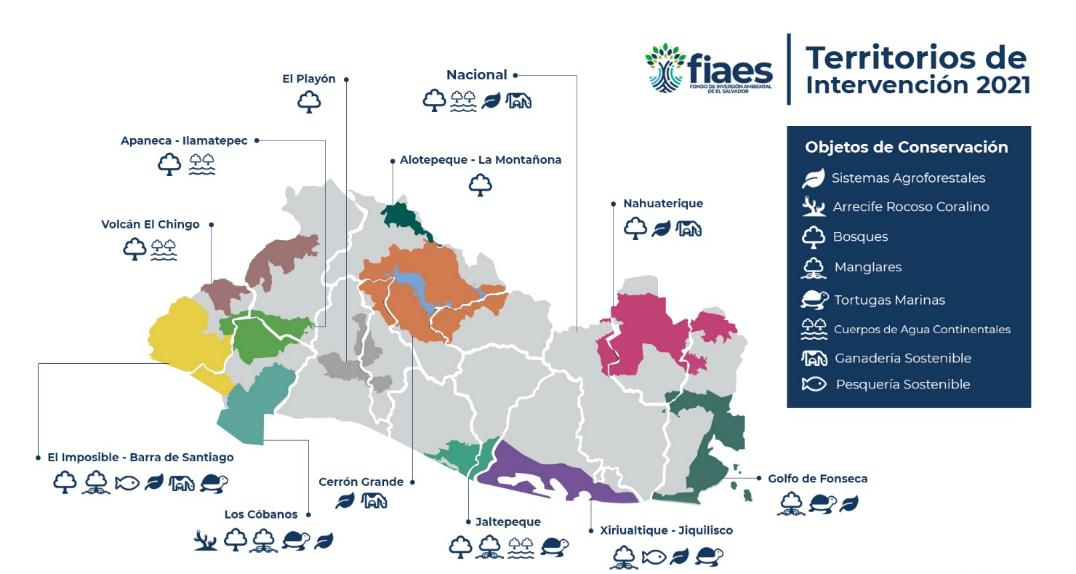 fiaes
FONDO DE INVERSIÓN AMBIENTAL
DE EL SALVADOR
Territorios de
Intervención 2021
El Playón
Nacional
Apaneca - Ilamatepec
Alotepeque - La Montañona
Volcán El Chingo
Nahuaterique
Objetos de Conservación
Sistemas Agroforestales
Arrecife Rocoso Coralino
Bosques
Manglares
Tortugas Marinas
Cuerpos de Agua Continentales
Ganadería Sostenible
Pesquería Sostenible
El Imposible - Barra de Santiago
Los Cóbanos
Cerrón Grande
Jaltepeque
Xiriualtique - Jiquilisco
Golfo de Fonseca